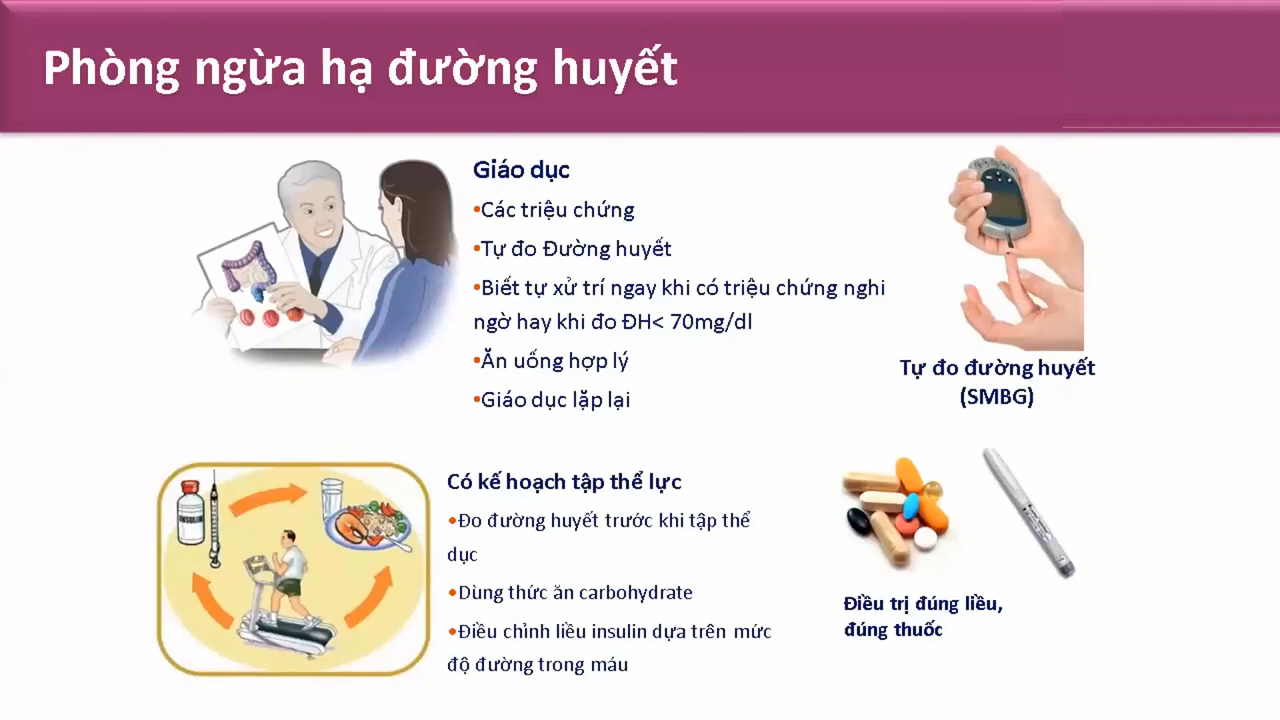 Phòng ngừa hạ đường huyết
Giáo dục
•Các triệu chứng
•Tự đo Đường huyết
•Biết tự xử trí ngay khi có triệu chứng nghi
ngờ hay khi đo ĐH< 70mg/dl
•Ăn uống hợp lý
•Giáo dục lặp lại
Tự đo đường huyết
(SMBG)
INSULIN
Có kế hoạch tập thể lực
•Đo đường huyết trước khi tập thể
dục
•Dùng thức ăn carbohydrate
•Điều chỉnh liều insulin dựa trên mức
độ đường trong máu
Điều trị đúng liều,
đúng thuốc